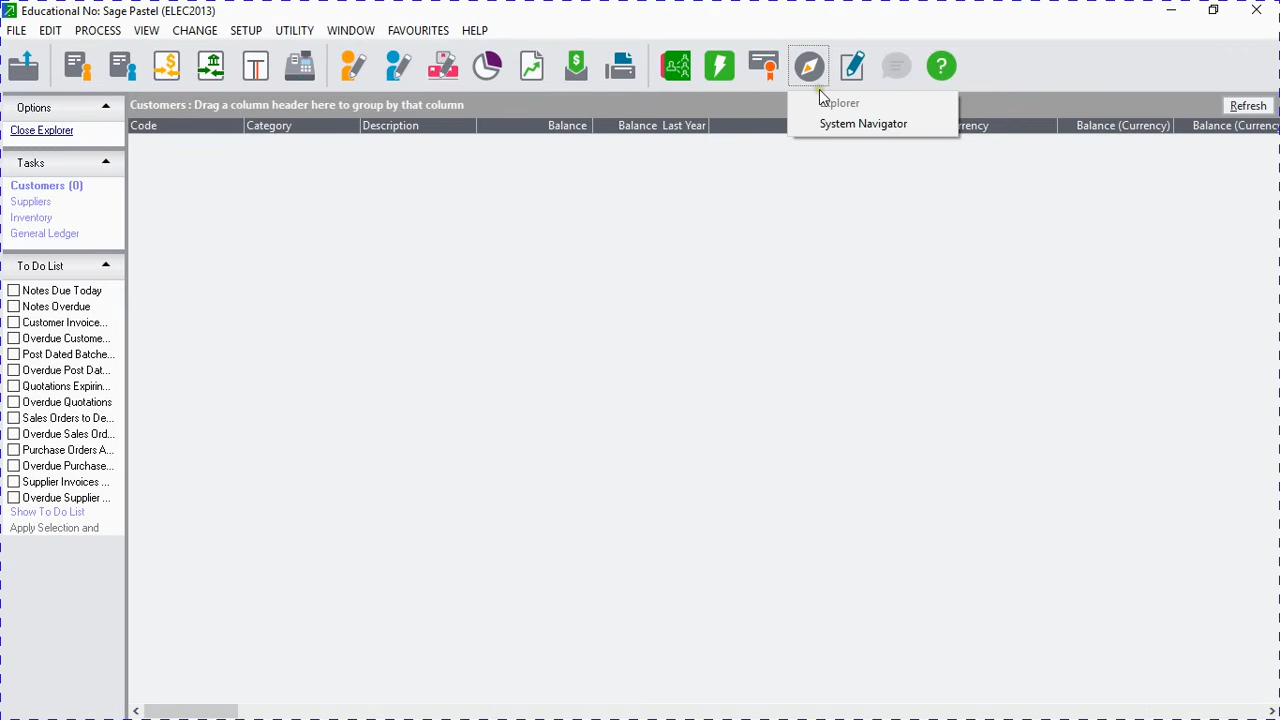 Educational No: Sage Pastel (ELEC2013)
FILE EDIT PROCESS VIEW CHANGE SETUP UTILITY WINDOW FAVOURITES HELP
Options
Close Explorer
Tasks
Customers (0)
Suppliers
Inventory
General Ledger
To Do List
Notes Due Today
Notes Overdue
Customer Invoice...
Overdue Custome...
Post Dated Batche...
Overdue Post Dat...
Quotations Expirin...
Overdue Quotations
Sales Orders to De...
Overdue Sales Ord...
Purchase Orders A...
Overdue Purchase...
Supplier Invoices ...
Overdue Supplier ...
Show To Do List
Apply Selection and
Customers : Drag a column header here to group by that column
Refresh
Code Category Description Balance Balance Last Year rrency Balance (Currency) Balance (Currenc
plorer
System Navigator